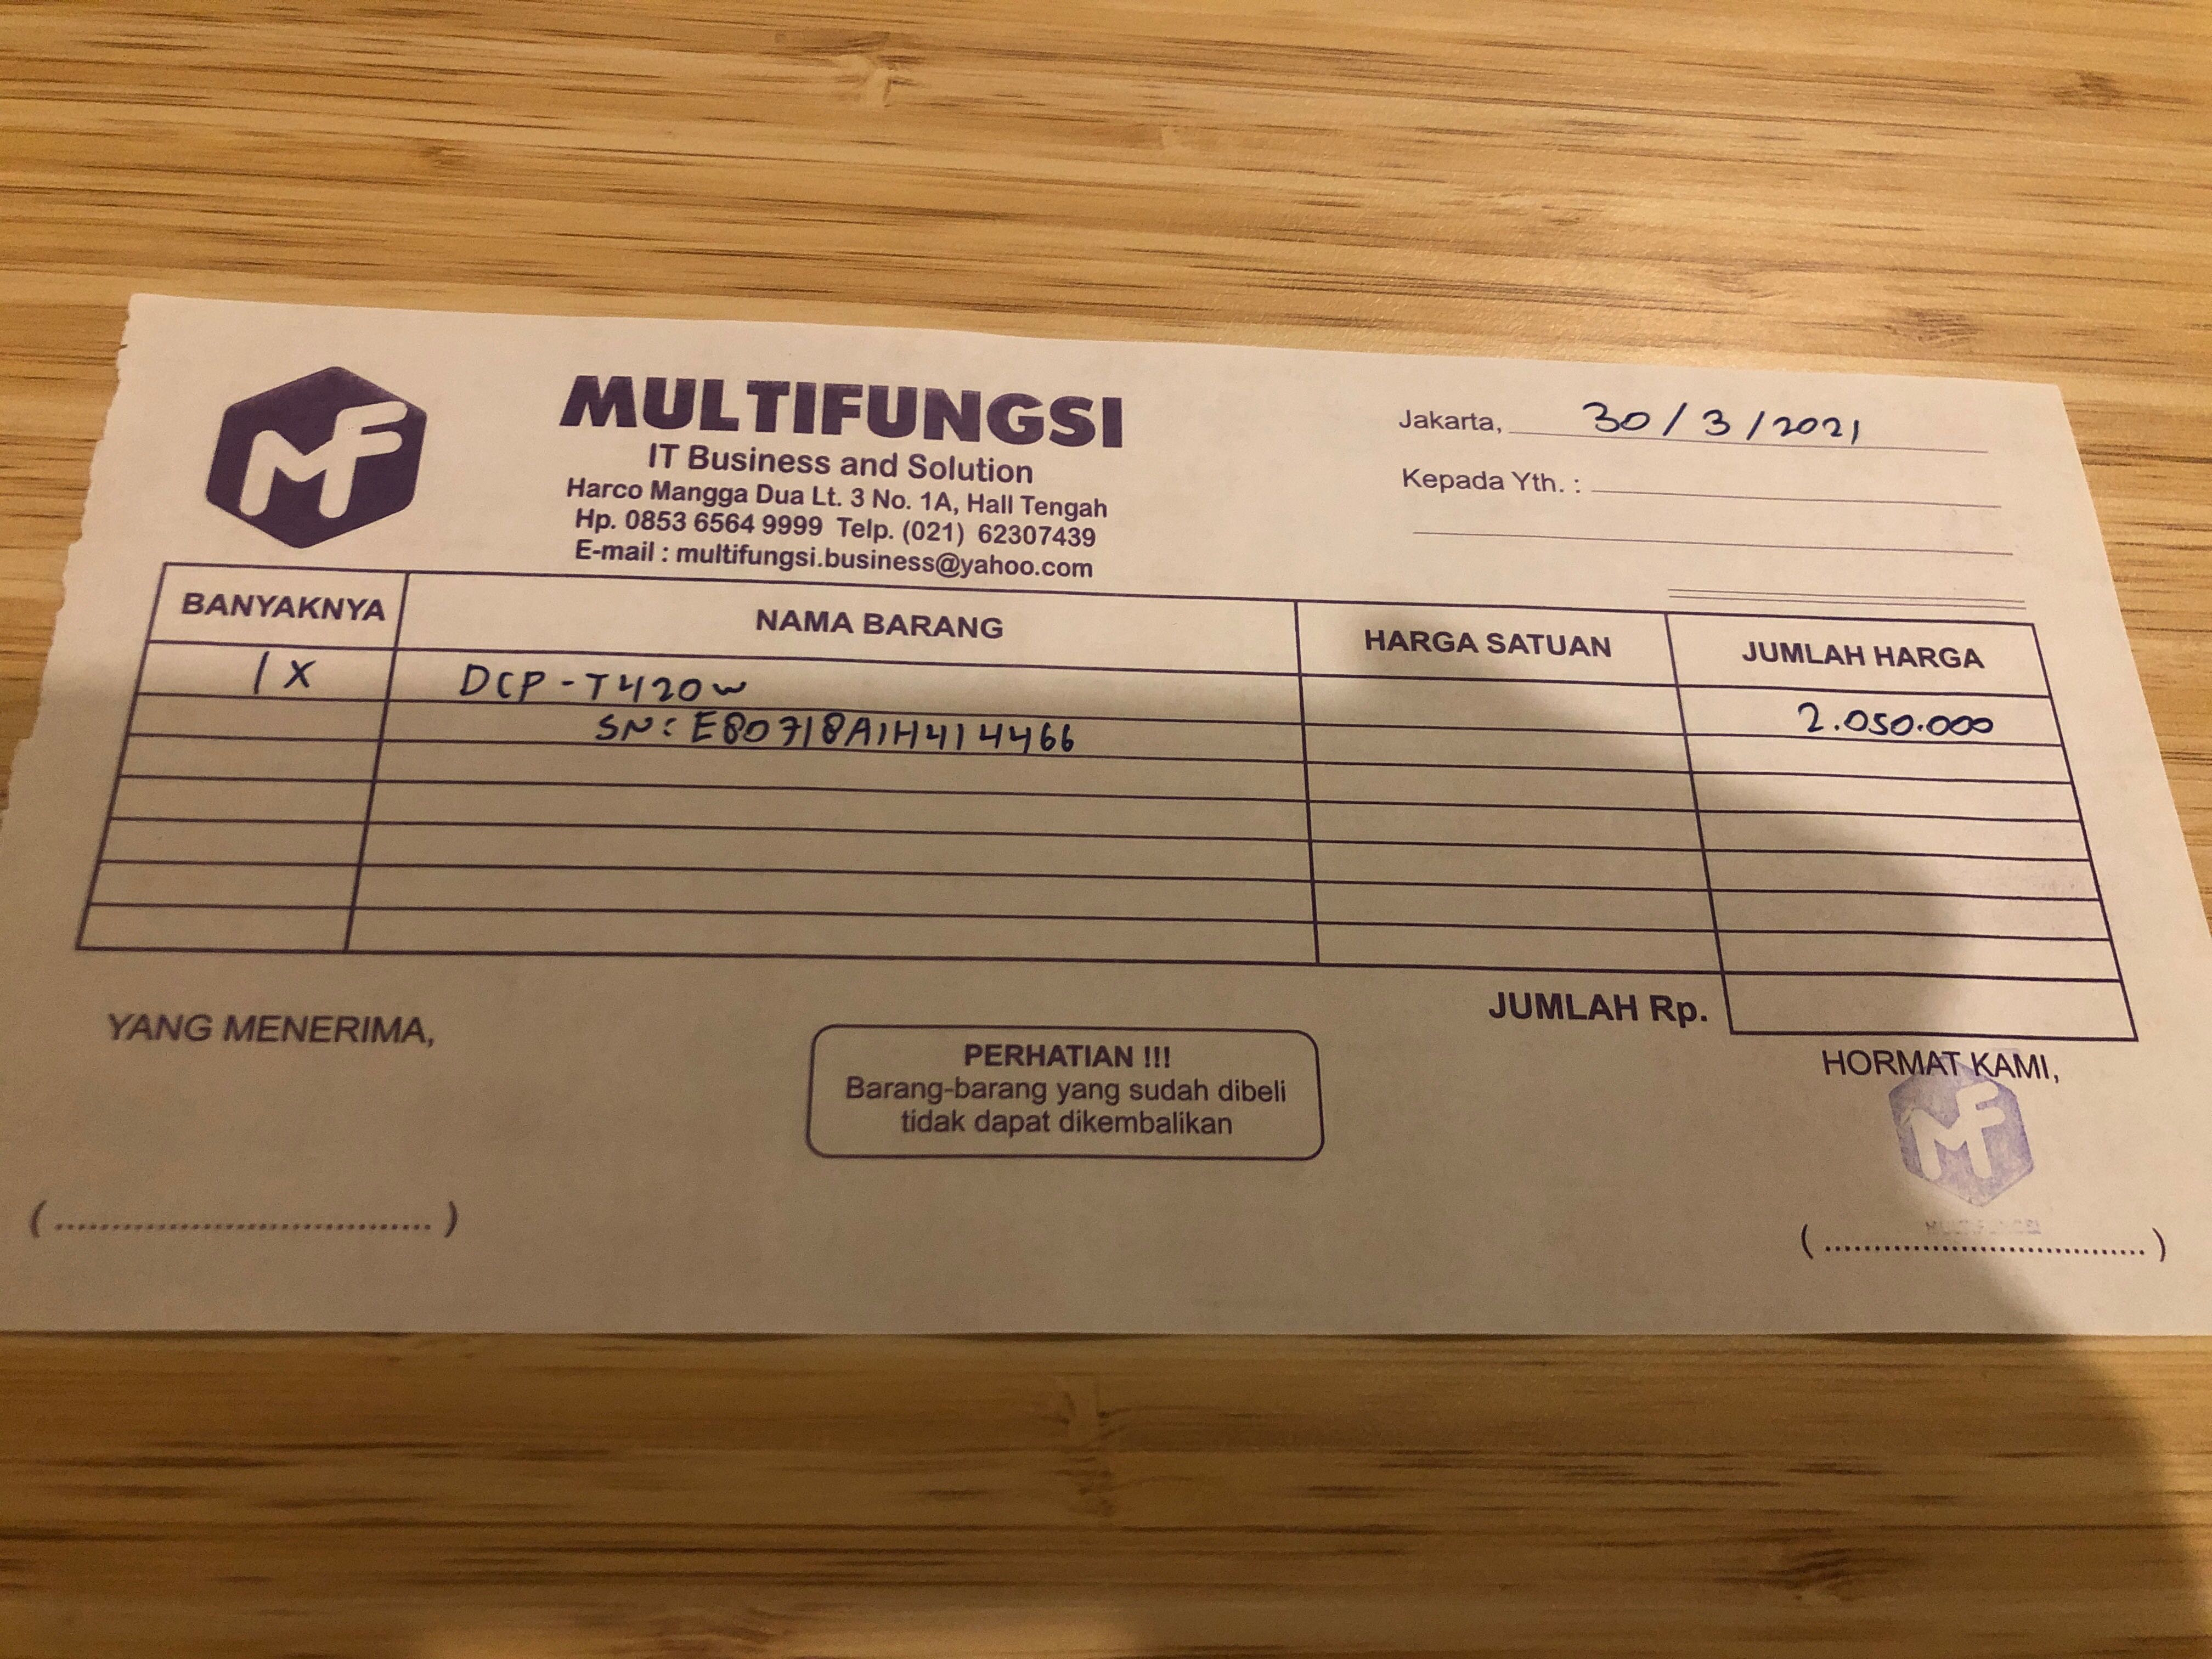 MF
MULTIFUNGSI
IT Business and Solution
Harco Mangga Dua Lt. 3 No. 1A, Hall Tengah
Hp. 0853 6564 9999 Telp. (021) 62307439
E-mail : multifungsi.business@yahoo.com
Jakarta, 30/3/2021
Kepada Yth. :
BANYAKNYA NAMA BARANG HARGA SATUAN JUMLAH HARGA
1 X DCP-T420w 2.050.000
SN: E80718A1H414466
JUMLAH Rp.
YANG MENERIMA,
PERHATIAN !!!
Barang-barang yang sudah dibeli
tidak dapat dikembalikan
HORMAT KAMI,
MF
MULTIFUNGSI
(................................) (................................)